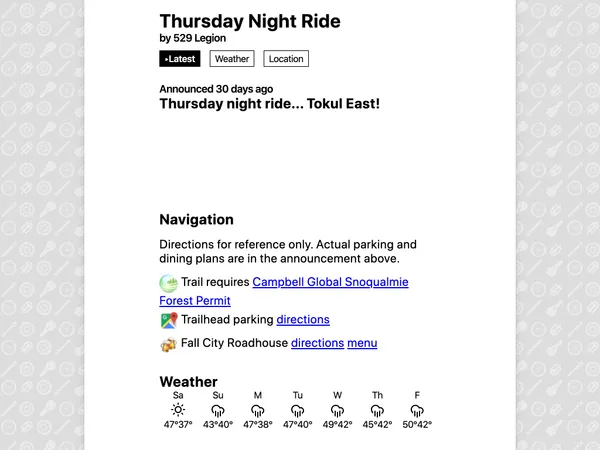 Thursday Night Ride
by 529 Legion
▸Latest
Weather
Location
Announced 30 days ago
Thursday night ride... Tokul East!
Navigation
Directions for reference only. Actual parking and
dining plans are in the announcement above.
Trail requires Campbell Global Snoqualmie
Forest Permit
Trailhead parking directions
Fall City Roadhouse directions menu
Weather
Sa Su M Tu W Th F
47°37° 43°40° 47°38° 47°40° 49°42° 45°42° 50°42°